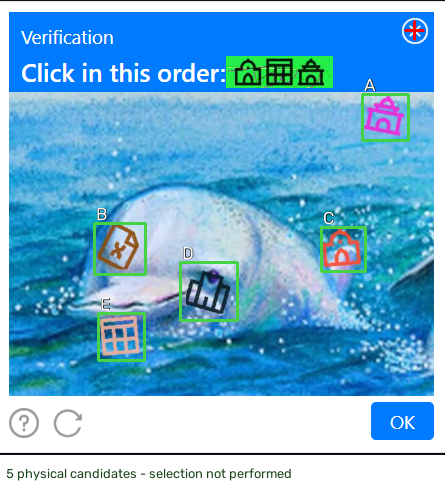 Verification
Click in this order:
A
B
C
D
E
OK
5 physical candidates - selection not performed